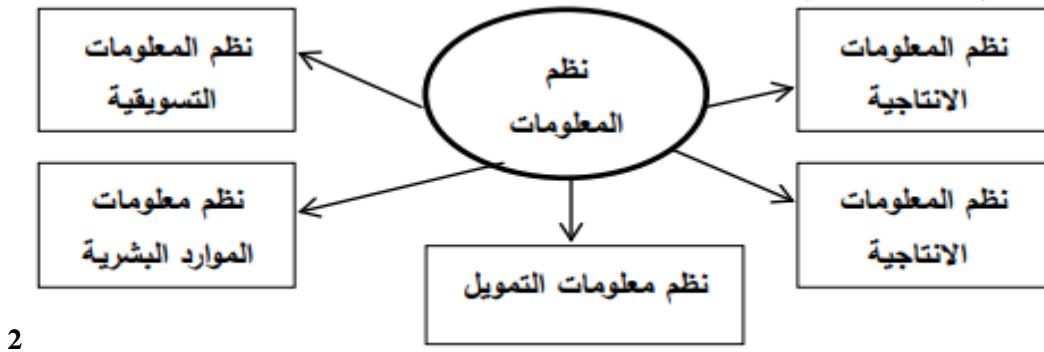 نظم المعلومات
الانتاجية
نظم
المعلومات
نظم المعلومات
التسويقية
نظم المعلومات
الانتاجية
نظم معلومات
الموارد البشرية
نظم معلومات التمويل
2